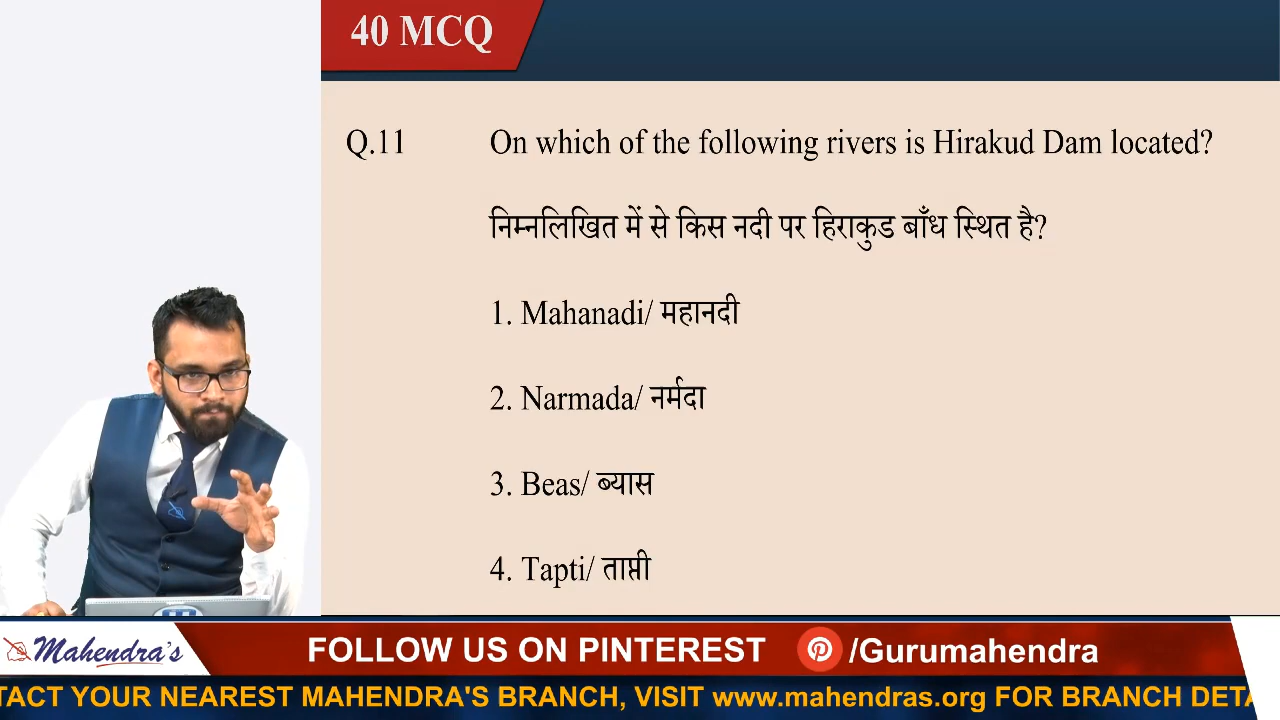 40 MCQ
Q.11 On which of the following rivers is Hirakud Dam located?
निम्नलिखित में से किस नदी पर हिराकुड बाँध स्थित है?
1. Mahanadi/ महानदी
2. Narmada/ नर्मदा
3. Beas/ ब्यास
4. Tapti/ ताप्ती
Mahendra's FOLLOW US ON PINTEREST /Gurumahendra
TACT YOUR NEAREST MAHENDRA'S BRANCH, VISIT www.mahendras.org FOR BRANCH DETA